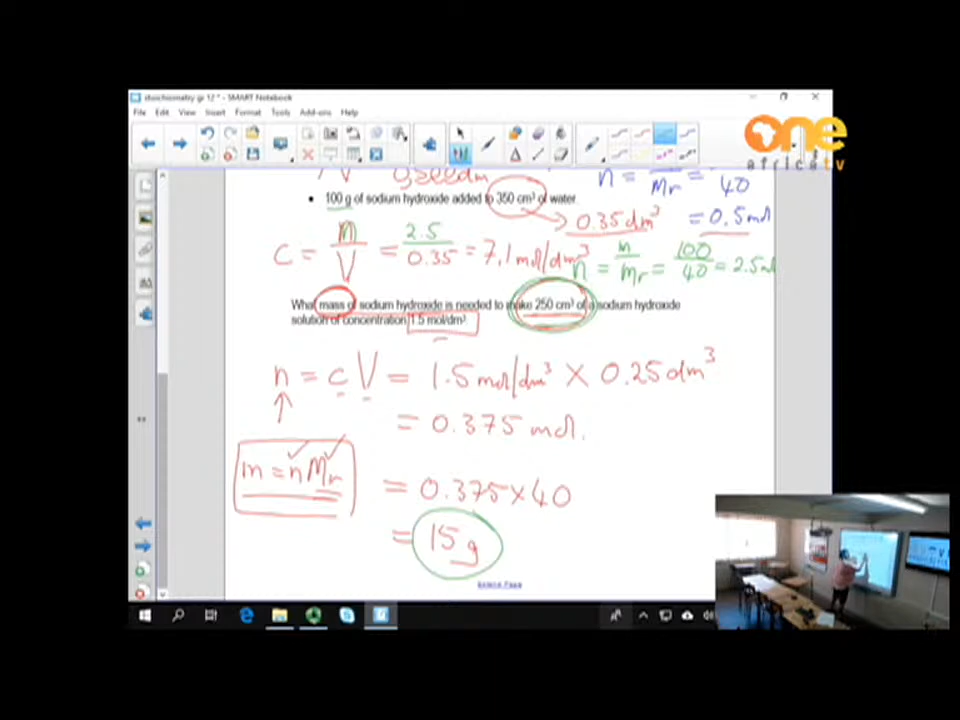 stoichiometry gr 12 * - SMART Notebook
File Edit View Insert Format Tools Add-ons Help
one
africa tv
n = / Mr = / 40
= 0.5 mol
• 100 g of sodium hydroxide added to 350 cm³ of water.
0.35 dm³
c = n / V = 2.5 / 0.35 = 7,1 mol/dm³
n = m / Mr = 100 / 40 = 2.5 mol
What mass of sodium hydroxide is needed to make 250 cm³ of a sodium hydroxide
solution of concentration 1.5 mol/dm³
n = cV = 1.5 mol/dm³ × 0.25 dm³
= 0.375 mol.
m = nMr = 0.375 × 40
= 15 g
Extend Page